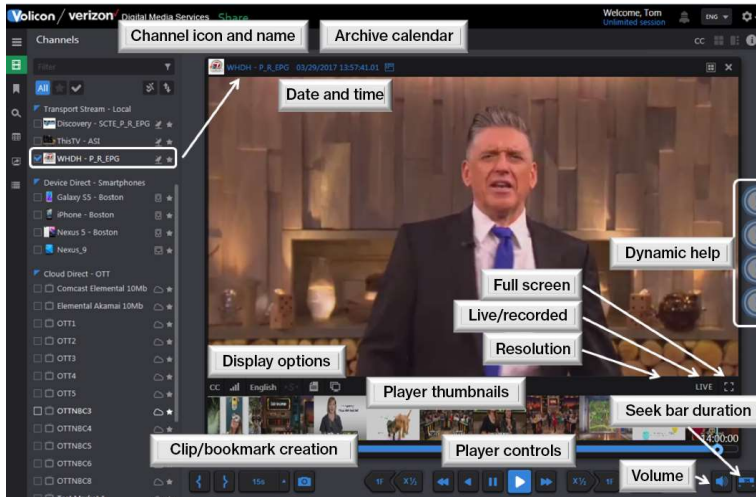 Volicon / verizon✓ Digital Media Services Share
Welcome, Tom
Unlimited session
ENG
Channels
Channel icon and name
Archive calendar
CC
Filter
WHDH - P_R_EPG 03/29/2017 13:57:41.01
All
Date and time
Transport Stream - Local
Discovery - SCTE_P_R_EPG
ThisTV - ASI
WHDH - P_R_EPG
Device Direct - Smartphones
Galaxy S5 - Boston
iPhone - Boston
Nexus 5 - Boston
Nexus_9
Dynamic help
Cloud Direct - OTT
Comcast Elemental 10Mb
Elemental Akamai 10Mb
OTT1
OTT2
OTT3
OTT4
OTT5
OTTNBC3
OTTNBC4
OTTNBC5
OTTNBC6
OTTNBC8
Full screen
Live/recorded
Resolution
Display options
CC English LIVE
Player thumbnails
Seek bar duration
14:00:00
Clip/bookmark creation
Player controls
Volume
{ } 15s 1F X½ X½ 1F